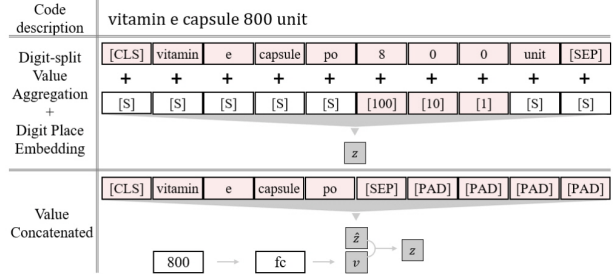 Code description
vitamin e capsule 800 unit
Digit-split Value Aggregation + Digit Place Embedding
[CLS] vitamin e capsule po 8 0 0 unit [SEP]
+ + + + + + + + + +
[S] [S] [S] [S] [S] [100] [10] [1] [S] [S]
z
Value Concatenated
[CLS] vitamin e capsule po [SEP] [PAD] [PAD] [PAD] [PAD]
ẑ
800 fc v z